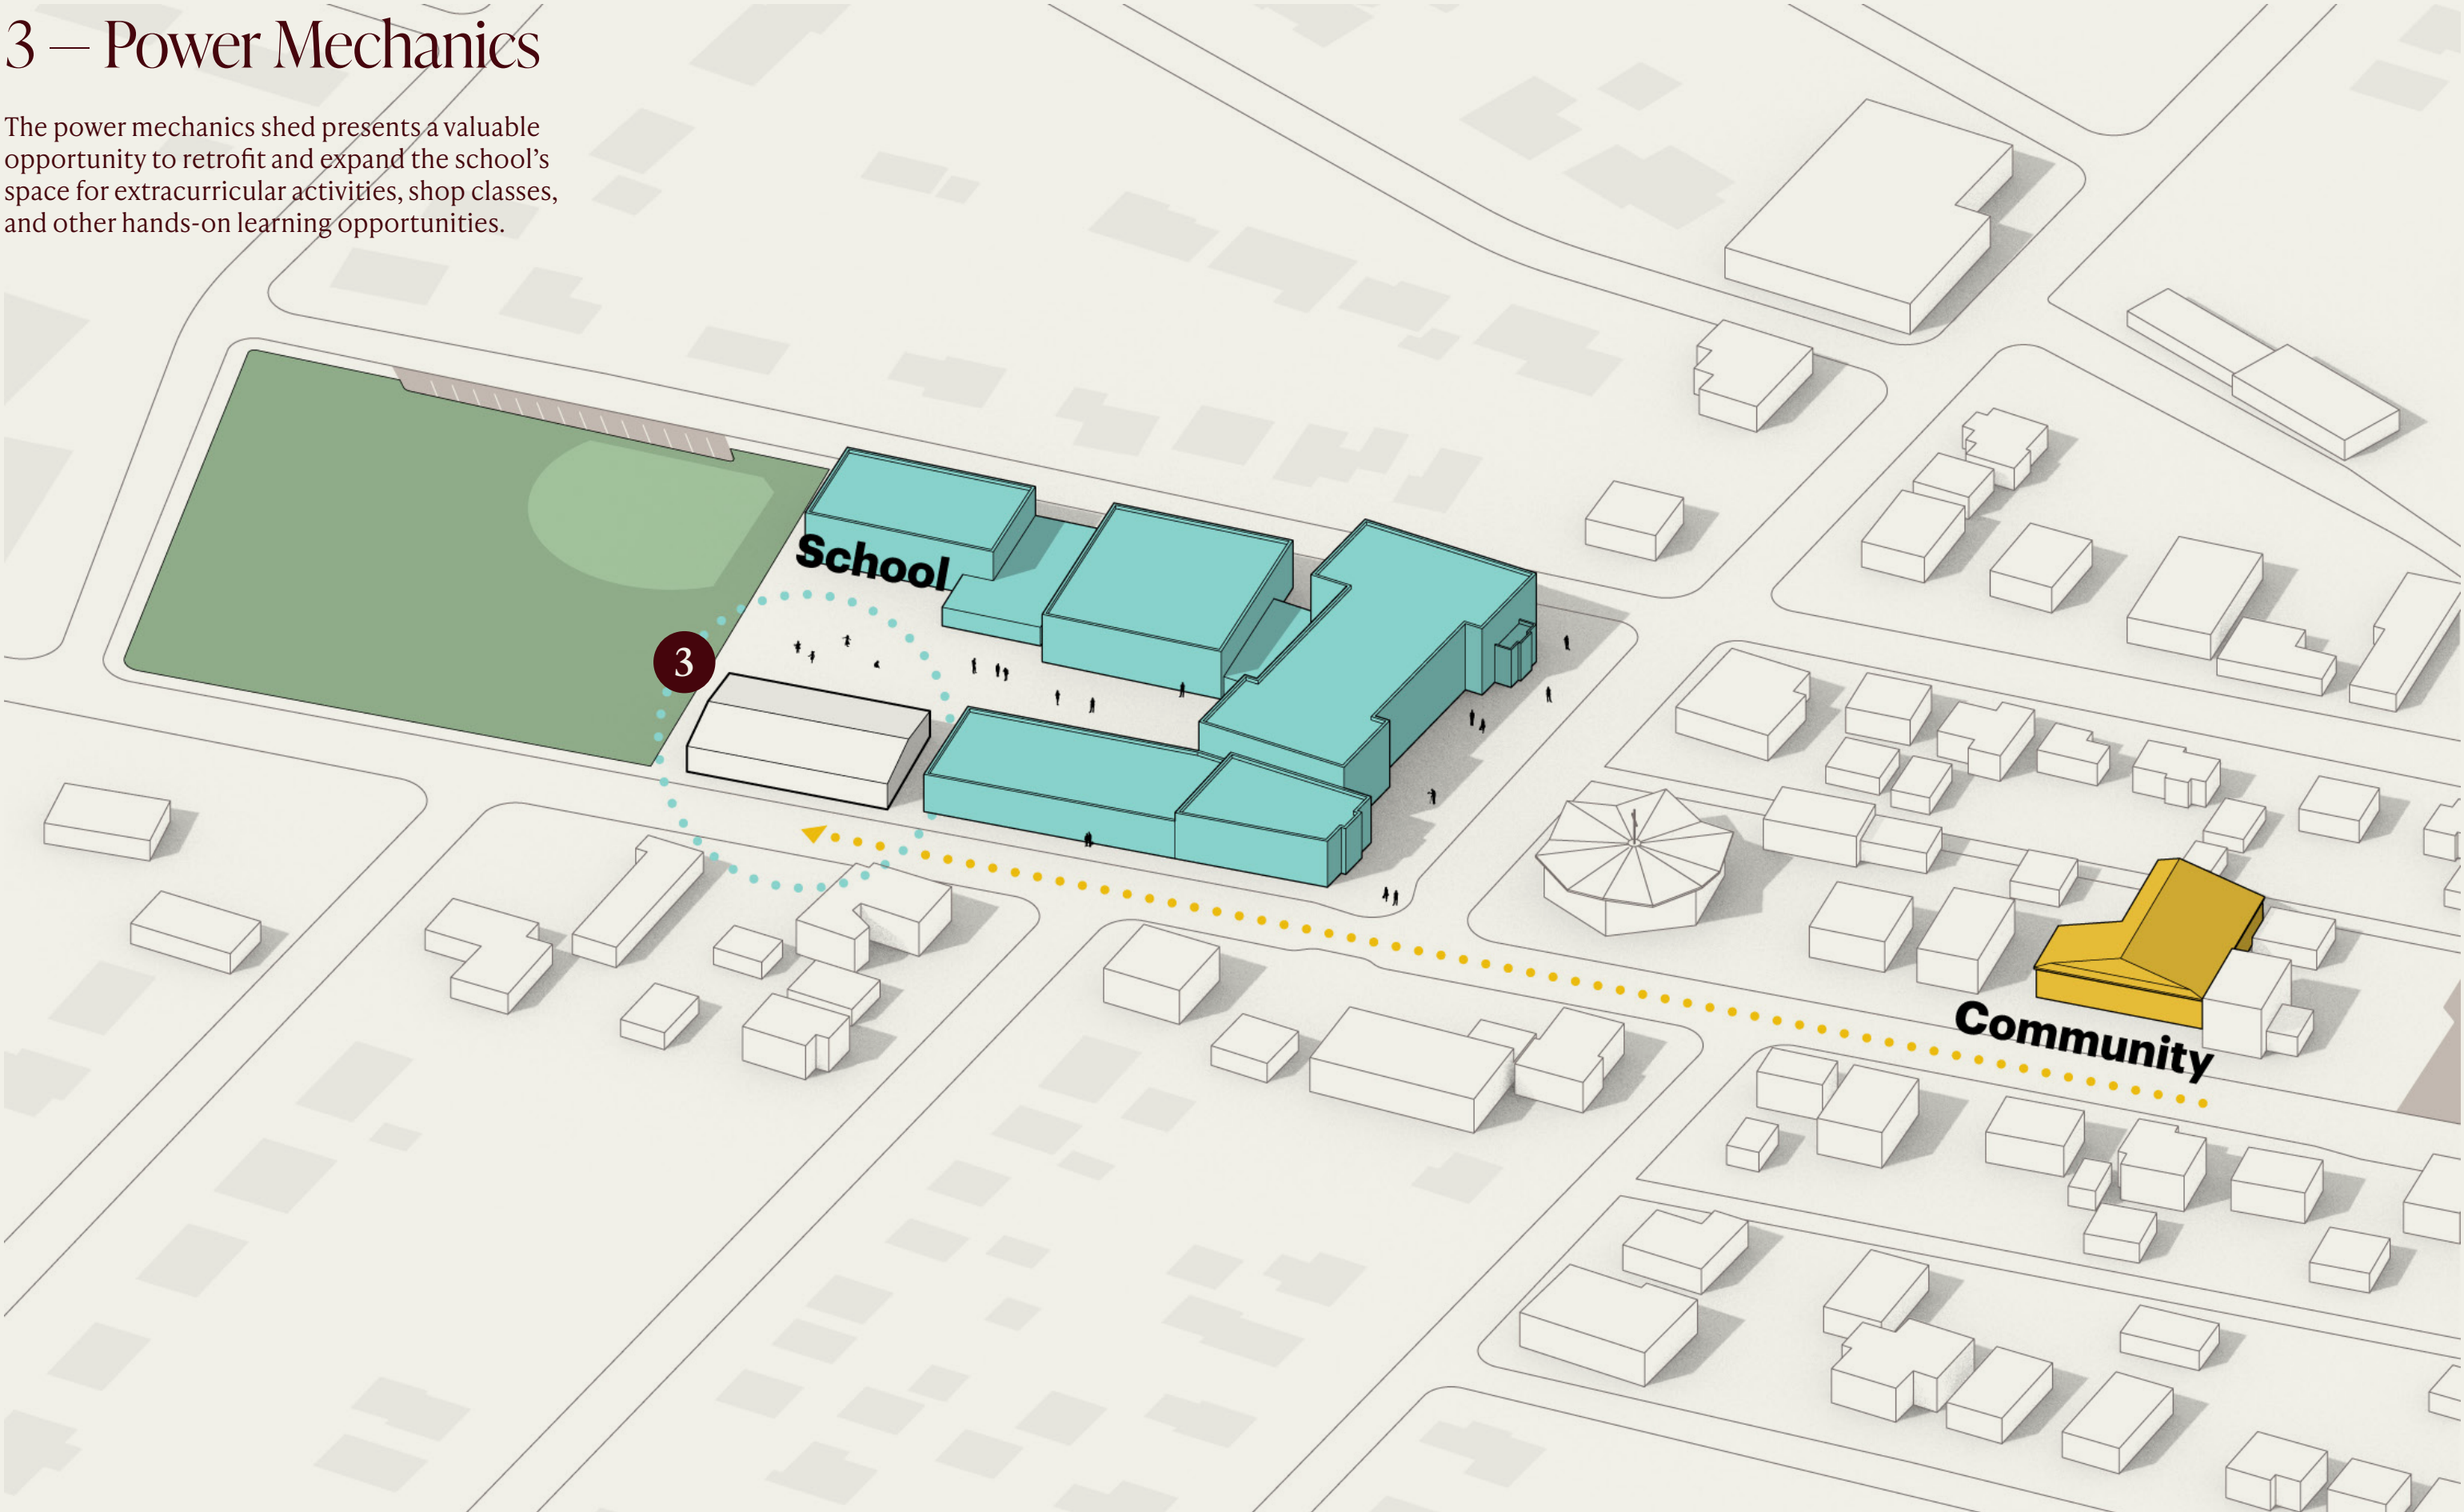 3 — Power Mechanics
The power mechanics shed presents a valuable
opportunity to retrofit and expand the school’s
space for extracurricular activities, shop classes,
and other hands-on learning opportunities.
School
3
Community